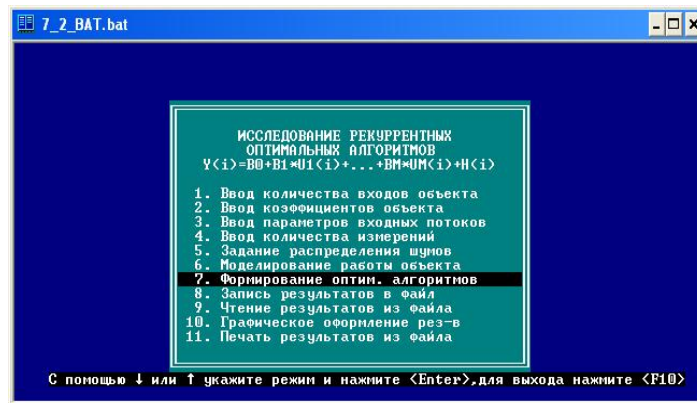 7_2_BAT.bat
ИССЛЕДОВАНИЕ РЕКУРРЕНТНЫХ
ОПТИМАЛЬНЫХ АЛГОРИТМОВ
Y(i)=B0+B1*U1(i)+...+BM*UM(i)+H(i)
1. Ввод количества входов объекта
2. Ввод коэффициентов объекта
3. Ввод параметров входных потоков
4. Ввод количества измерений
5. Задание распределения шумов
6. Моделирование работы объекта
7. Формирование оптим. алгоритмов
8. Запись результатов в файл
9. Чтение результатов из файла
10. Графическое оформление рез-в
11. Печать результатов из файла
С помощью ↓ или ↑ укажите режим и нажмите <Enter>,для выхода нажмите <F10>